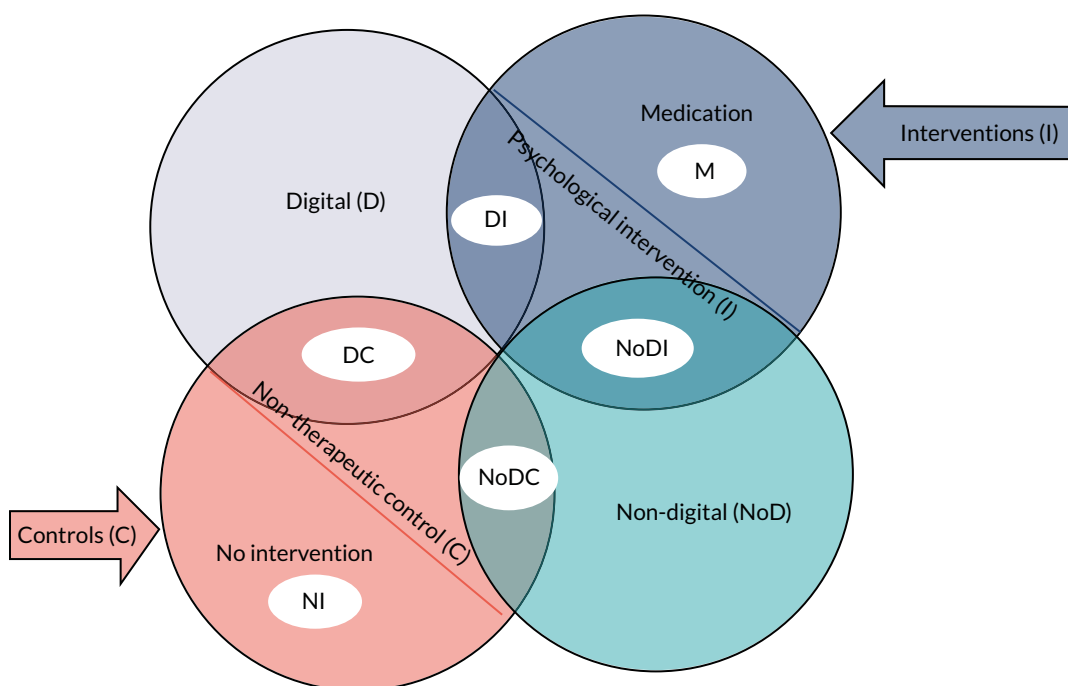 Medication
Interventions (I)
M
Psychological intervention (I)
Digital (D)
DI
DC
NoDI
Non-therapeutic control (C)
NoDC
Non-digital (NoD)
Controls (C)
No intervention
NI